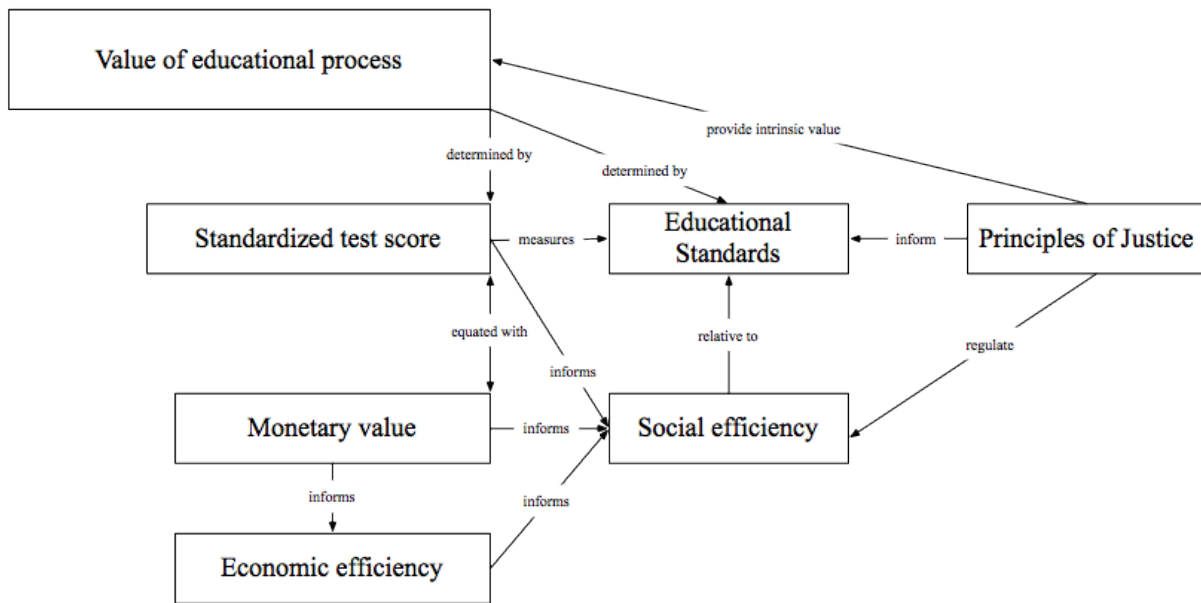 Value of educational process
provide intrinsic value
determined by
determined by
Standardized test score
measures
Educational
Standards
inform
Principles of Justice
equated with
relative to
regulate
informs
Monetary value
informs
Social efficiency
informs
informs
Economic efficiency